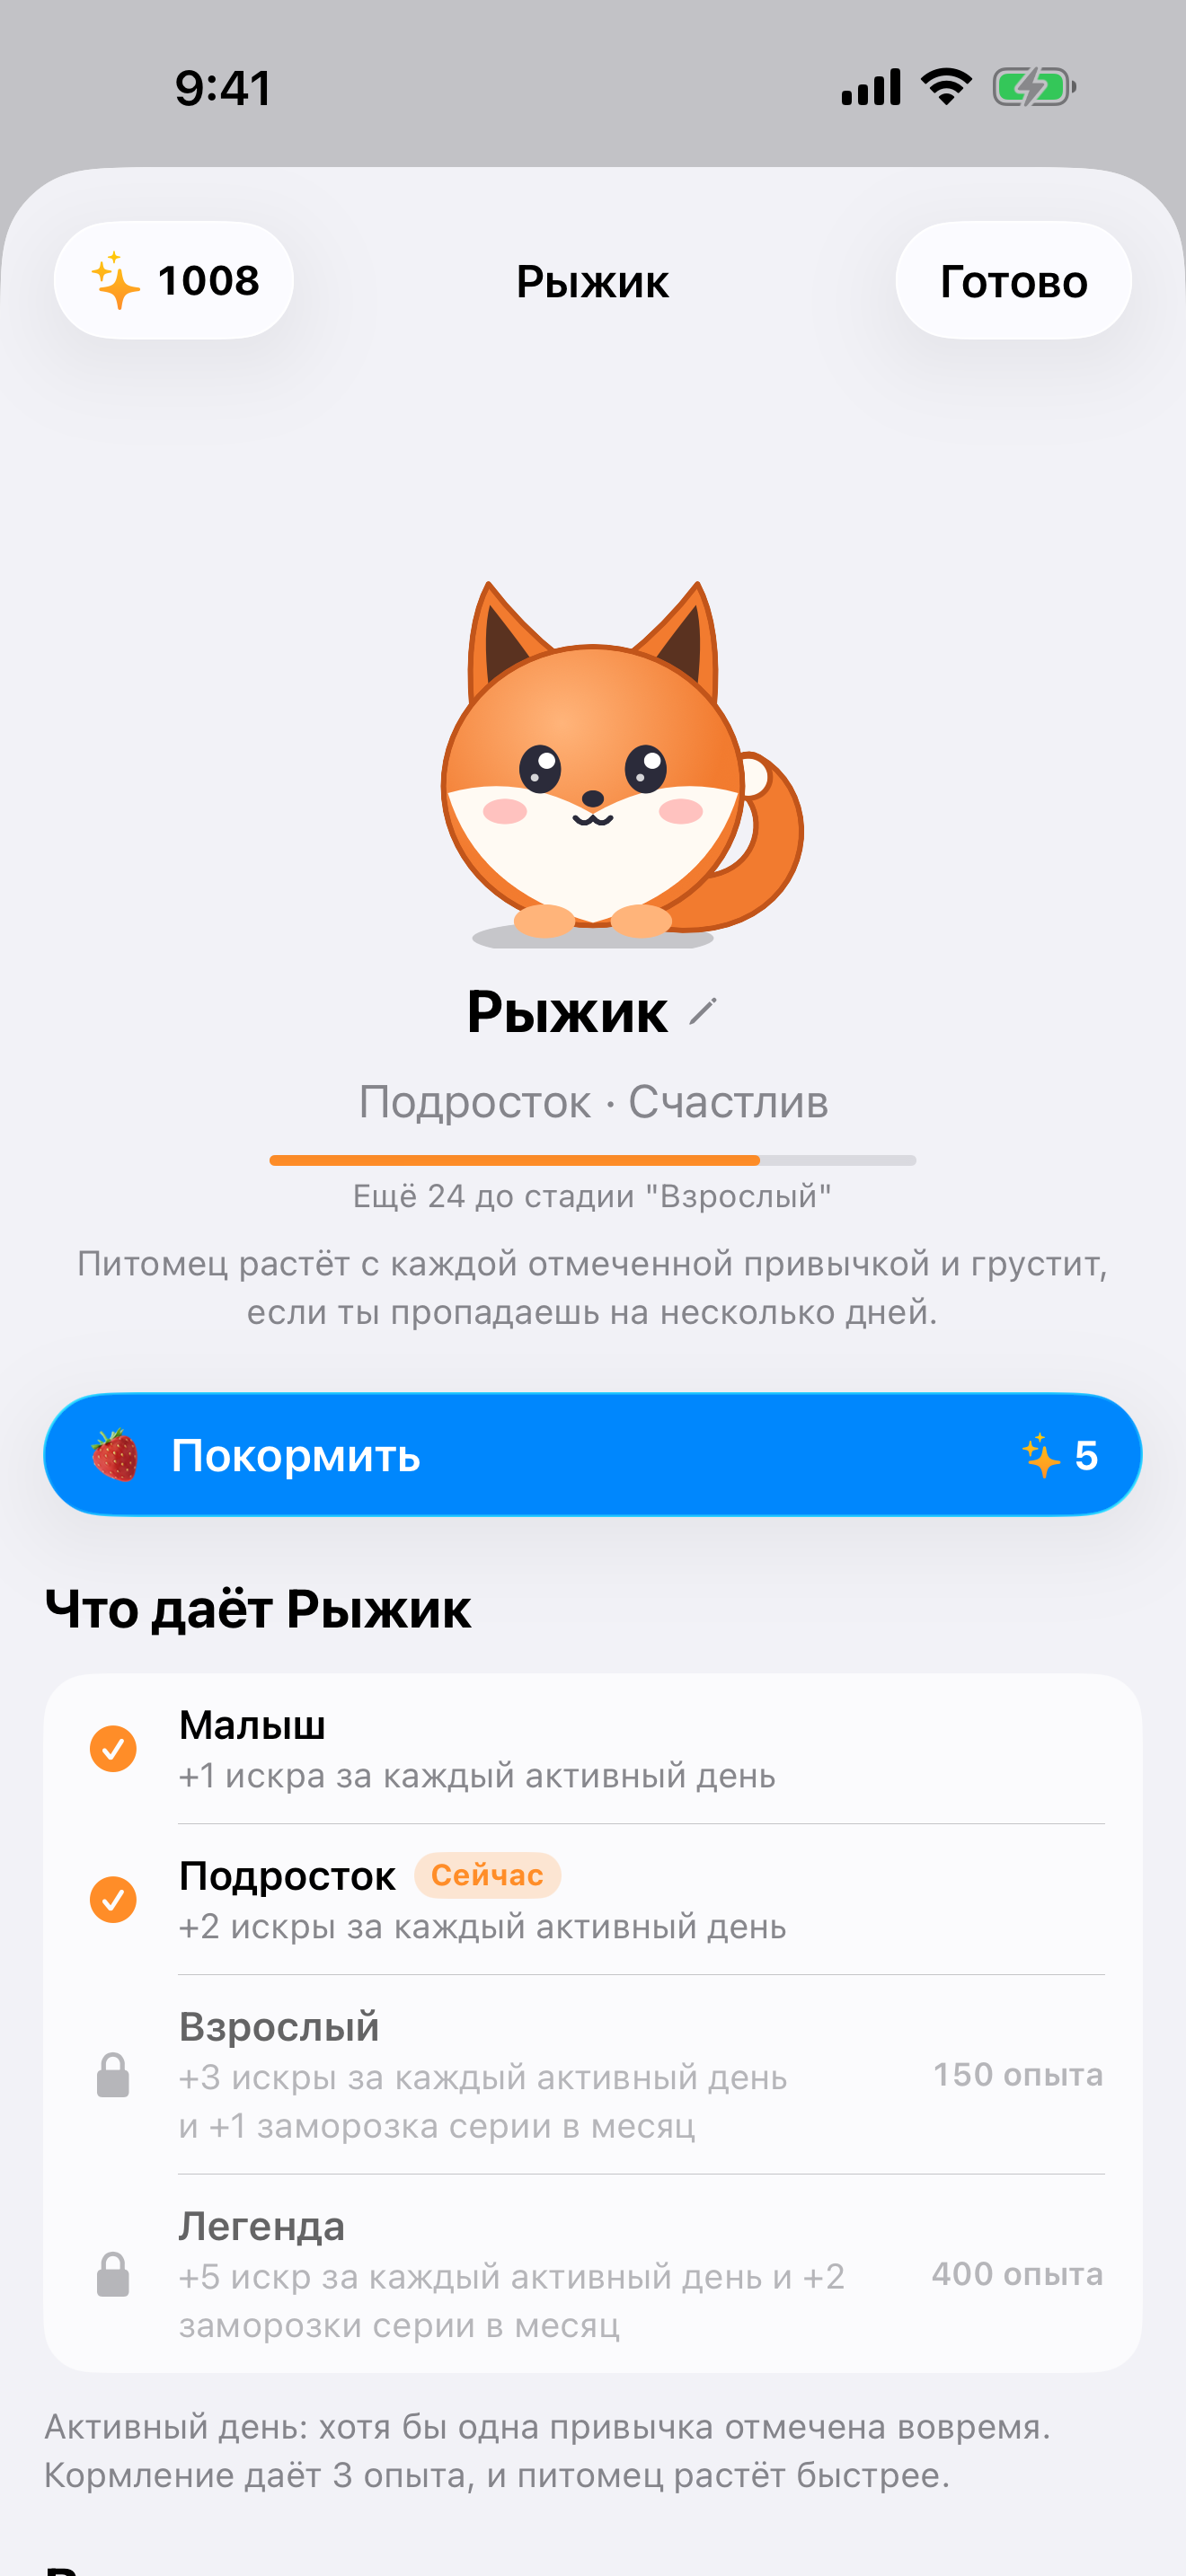 9:41
1008
Рыжик
Готово
Рыжик
Подросток · Счастлив
Ещё 24 до стадии "Взрослый"
Питомец растёт с каждой отмеченной привычкой и грустит,
если ты пропадаешь на несколько дней.
Покормить
5
Что даёт Рыжик
Малыш
+1 искра за каждый активный день
Подросток
Сейчас
+2 искры за каждый активный день
Взрослый
+3 искры за каждый активный день
и +1 заморозка серии в месяц
150 опыта
Легенда
+5 искр за каждый активный день и +2
заморозки серии в месяц
400 опыта
Активный день: хотя бы одна привычка отмечена вовремя.
Кормление даёт 3 опыта, и питомец растёт быстрее.